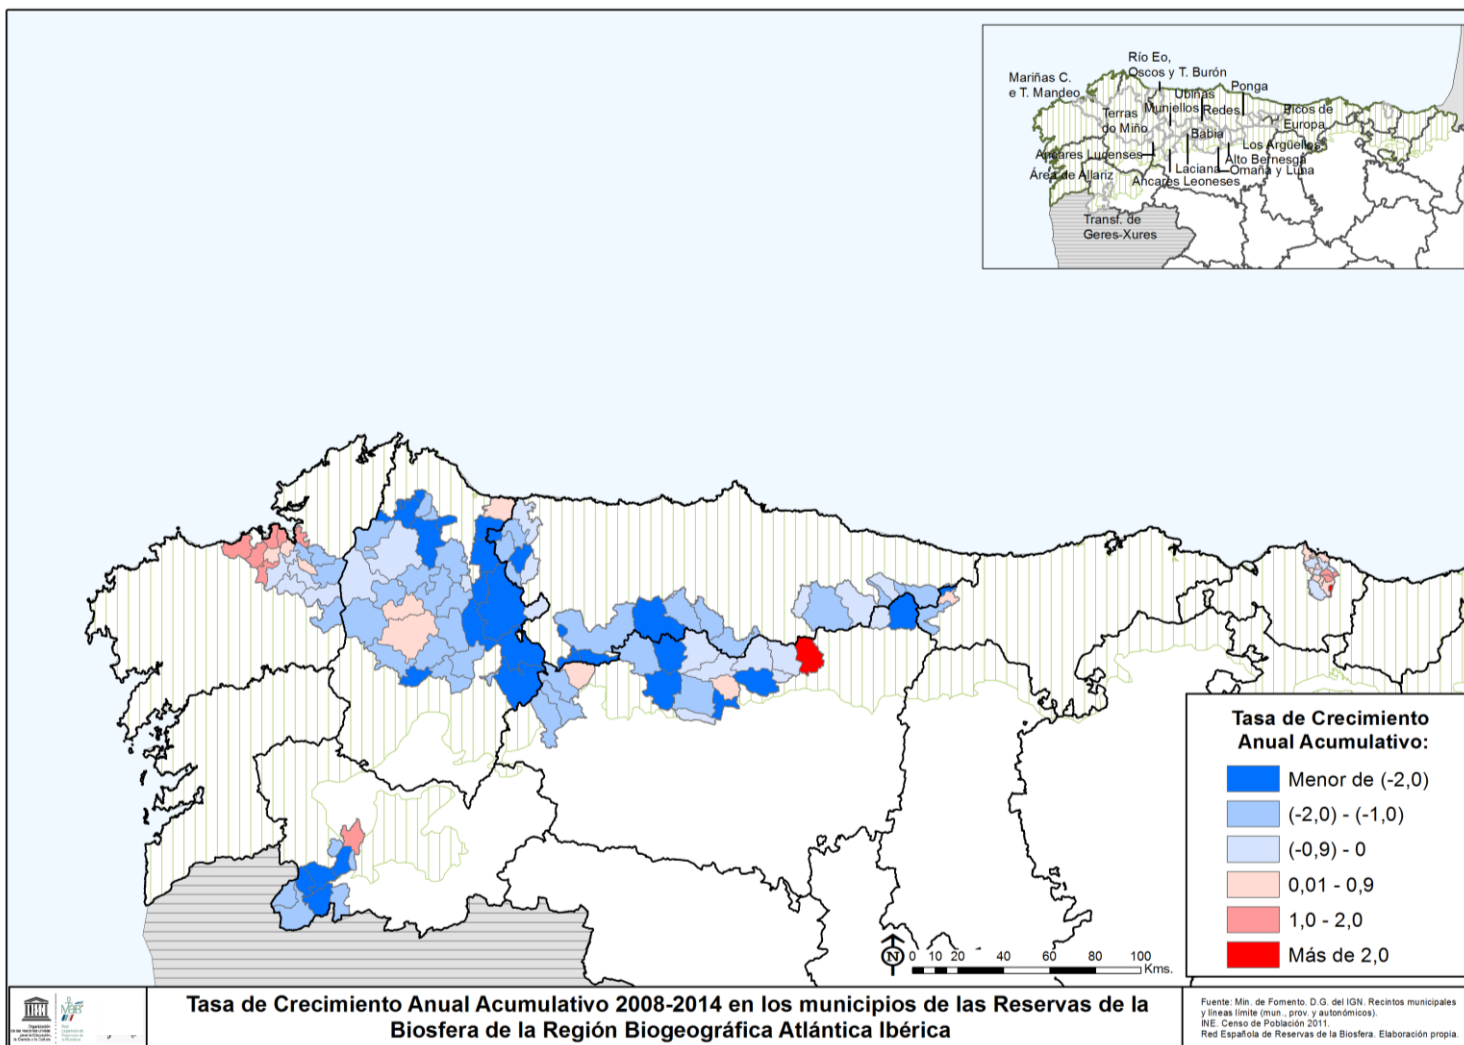 Río Eo,
Oscos y T. Burón
Mariñas C.
e T. Mandeo
Ubiñas
Ponga
Muniellos
Redes
Picos de
Europa
Terras
do Miño
Babia
Los Argüellos
Ancares Lucenses
Alto Bernesga
Área de Allariz
Laciana
Omaña y Luna
Ancares Leoneses
Transf. de
Geres-Xures
Tasa de Crecimiento
Anual Acumulativo:
Menor de (-2,0)
(-2,0) - (-1,0)
(-0,9) - 0
0,01 - 0,9
1,0 - 2,0
Más de 2,0
N
0 10 20 40 60 80 100
Kms.
Tasa de Crecimiento Anual Acumulativo 2008-2014 en los municipios de las Reservas de la
Biosfera de la Región Biogeográfica Atlántica Ibérica
Fuente: Min. de Fomento. D.G. del IGN. Recintos municipales
y líneas límite (mun., prov. y autonómicos).
INE. Censo de Población 2011.
Red Española de Reservas de la Biosfera. Elaboración propia.
MaB